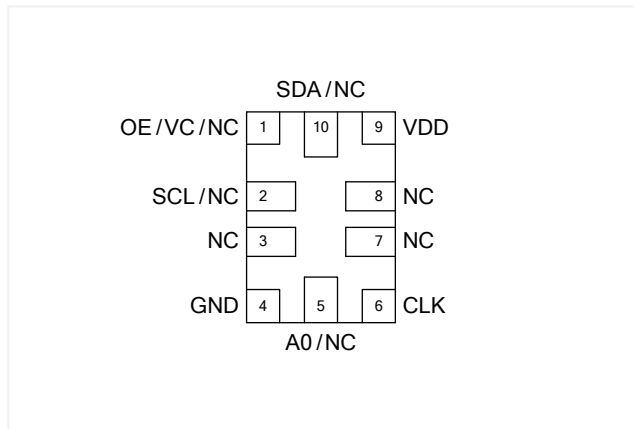 SDA/NC
OE/VC/NC 1 10 9 VDD
SCL/NC 2 8 NC
NC 3 7 NC
GND 4 5 6 CLK
A0/NC